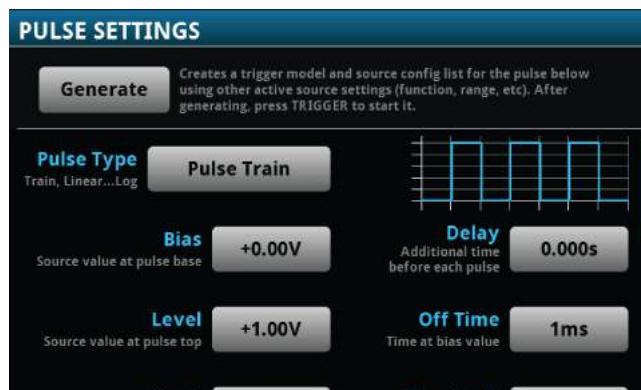 PULSE SETTINGS
Generate
Creates a trigger model and source config list for the pulse below
using other active source settings (function, range, etc). After
generating, press TRIGGER to start it.
Pulse Type
Train, Linear...Log
Pulse Train
Bias
Source value at pulse base
+0.00V
Delay
Additional time
before each pulse
0.000s
Level
Source value at pulse top
+1.00V
Off Time
Time at bias value
1ms